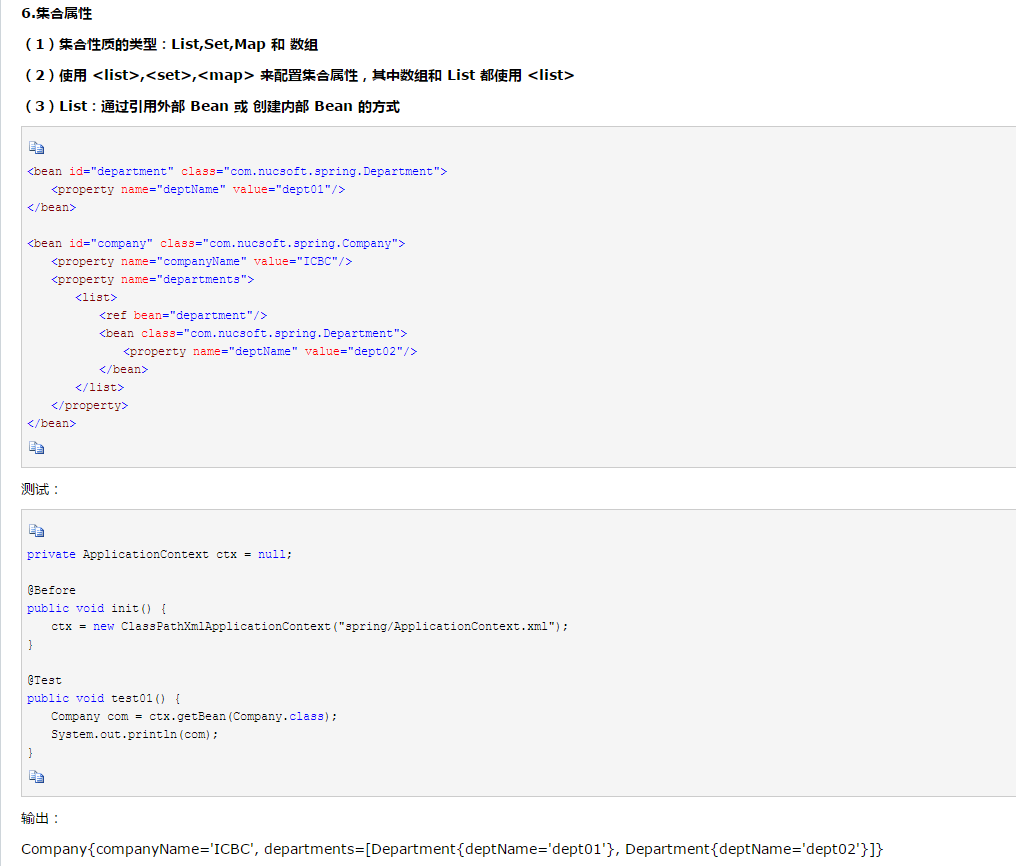 6.集合属性
（1）集合性质的类型：List,Set,Map 和 数组
（2）使用 <list>,<set>,<map> 来配置集合属性，其中数组和 List 都使用 <list>
（3）List：通过引用外部 Bean 或 创建内部 Bean 的方式
<bean id="department" class="com.nucsoft.spring.Department">
    <property name="deptName" value="dept01"/>
</bean>
<bean id="company" class="com.nucsoft.spring.Company">
    <property name="companyName" value="ICBC"/>
    <property name="departments">
        <list>
            <ref bean="department"/>
            <bean class="com.nucsoft.spring.Department">
                <property name="deptName" value="dept02"/>
            </bean>
        </list>
    </property>
</bean>
测试：
private ApplicationContext ctx = null;
@Before
public void init() {
    ctx = new ClassPathXmlApplicationContext("spring/ApplicationContext.xml");
}
@Test
public void test01() {
    Company com = ctx.getBean(Company.class);
    System.out.println(com);
}
输出：
Company{companyName='ICBC', departments=[Department{deptName='dept01'}, Department{deptName='dept02'}]}